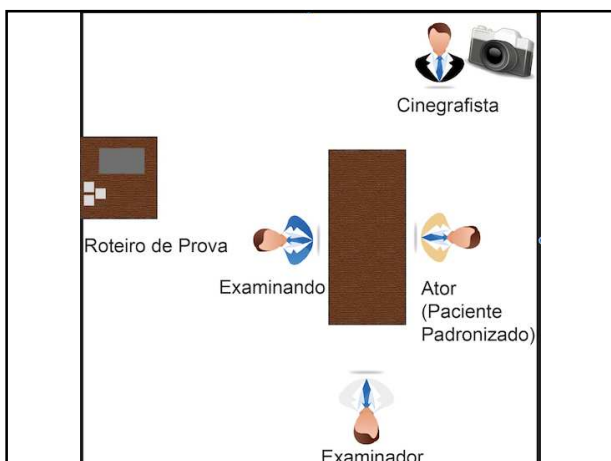 Cinegrafista
Roteiro de Prova
Examinando
Ator
(Paciente
Padronizado)
Examinador